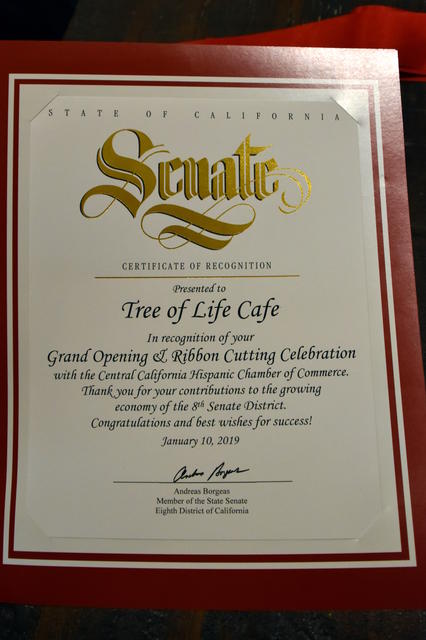 STATE OF CALIFORNIA
Senate
CERTIFICATE OF RECOGNITION
Presented to
Tree of Life Cafe
In recognition of your
Grand Opening & Ribbon Cutting Celebration
with the Central California Hispanic Chamber of Commerce.
Thank you for your contributions to the growing
economy of the 8th Senate District.
Congratulations and best wishes for success!
January 10, 2019
Andreas Borgeas
Andreas Borgeas
Member of the State Senate
Eighth District of California